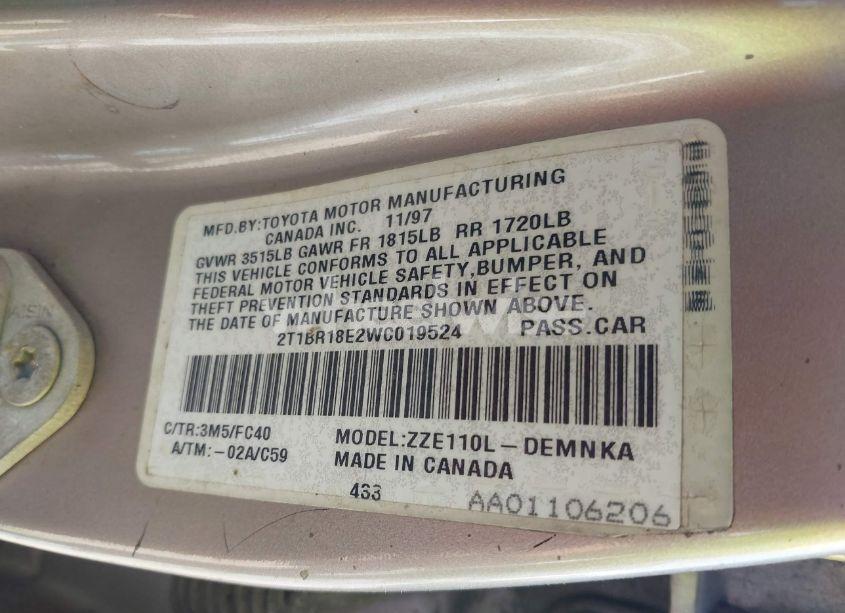 MFD.BY:TOYOTA MOTOR MANUFACTURING
CANADA INC. 11/97
GVWR 3515LB GAWR FR 1815LB RR 1720LB
THIS VEHICLE CONFORMS TO ALL APPLICABLE
FEDERAL MOTOR VEHICLE SAFETY, BUMPER, AND
THEFT PREVENTION STANDARDS IN EFFECT ON
THE DATE OF MANUFACTURE SHOWN ABOVE.
2T1BR18E2WC019524 PASS.CAR
C/TR:3M5/FC40 MODEL:ZZE110L-DEMNKA
A/TM:-02A/C59 MADE IN CANADA
433 AA01106206
AISIN